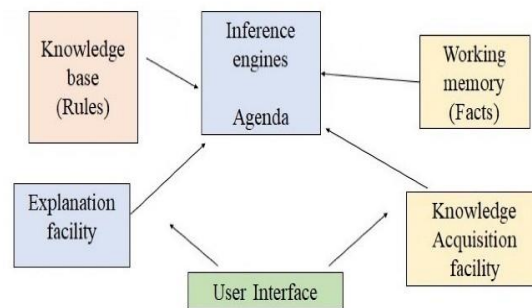 Knowledge
base
(Rules)
Inference
engines
Agenda
Working
memory
(Facts)
Explanation
facility
Knowledge
Acquisition
facility
User Interface